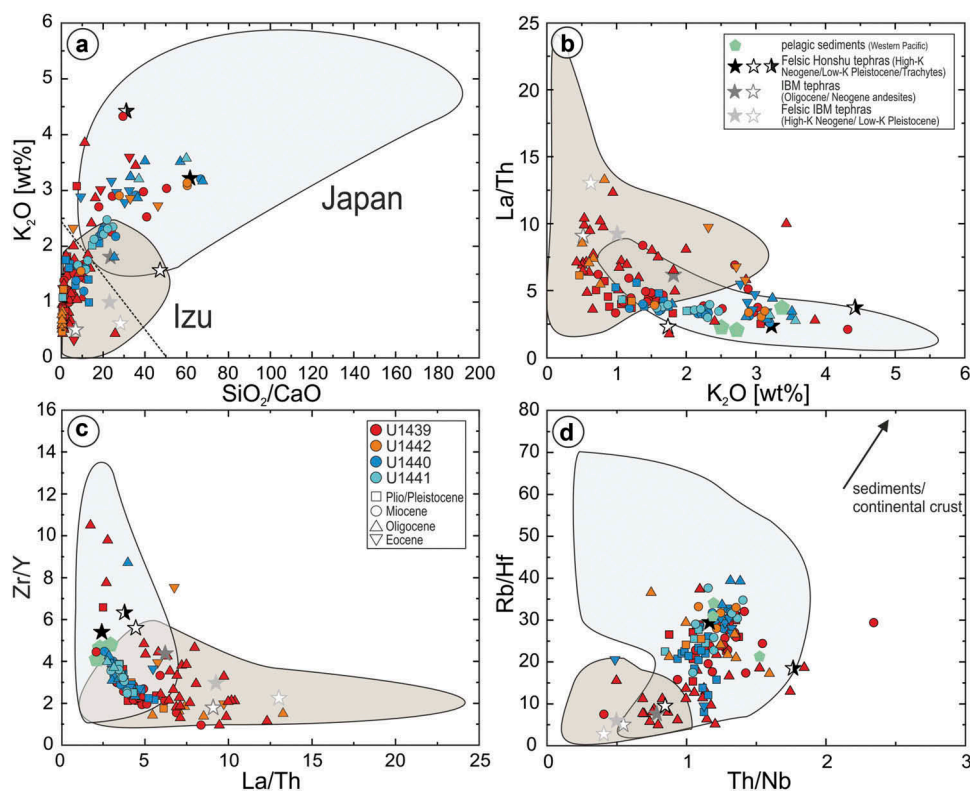 a
6
5
4
3
2
1
0
K₂O [wt%]
Japan
Izu
0 20 40 60 80 100 120 140 160 180 200
SiO₂/CaO
b
25
20
15
10
5
0
La/Th
pelagic sediments (Western Pacific)
Felsic Honshu tephras (High-K
Neogene/Low-K Pleistocene/Trachytes)
IBM tephras
(Oligocene/ Neogene andesites)
Felsic IBM tephras
(High-K Neogene/ Low-K Pleistocene)
0 1 2 3 4 5 6
K₂O [wt%]
c
16
14
12
10
8
6
4
2
0
Zr/Y
U1439
U1442
U1440
U1441
Plio/Pleistocene
Miocene
Oligocene
Eocene
0 5 10 15 20 25
La/Th
d
80
70
60
50
40
30
20
10
0
Rb/Hf
sediments/
continental crust
0 1 2 3
Th/Nb